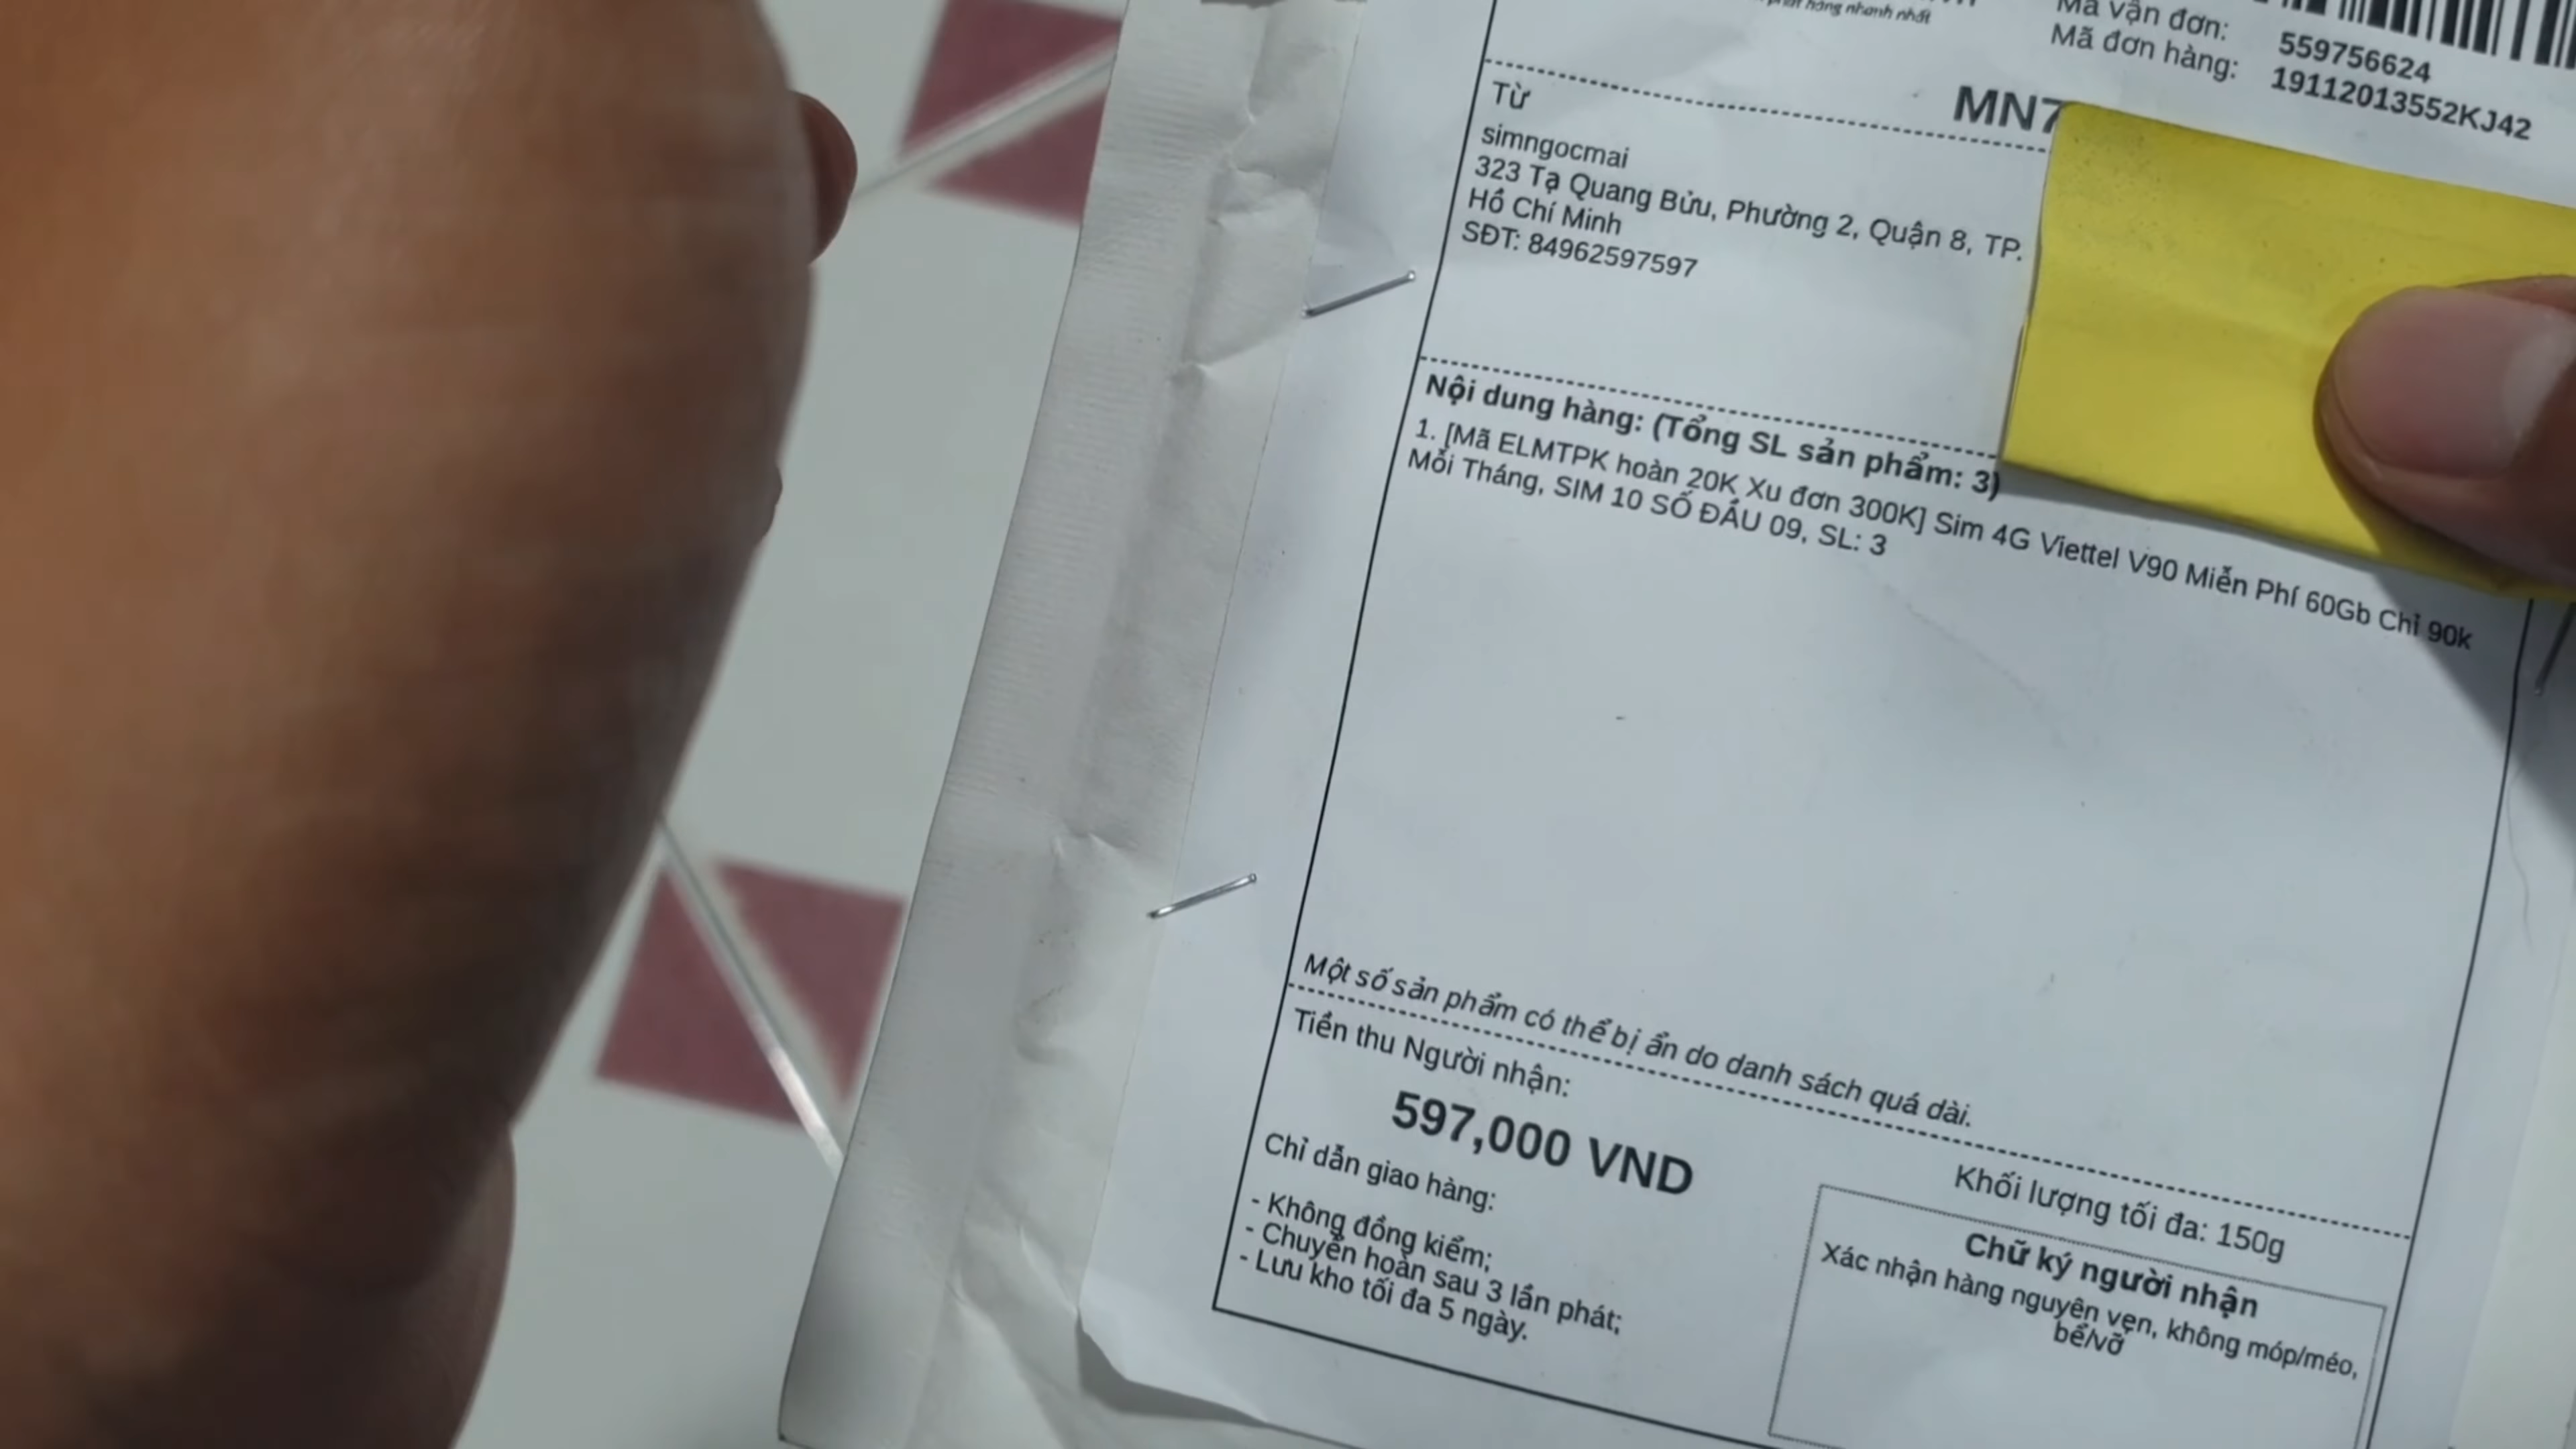 phát hàng nhanh nhất
Mã vận đơn: 559756624
Mã đơn hàng: 19112013552KJ42
MN7
Từ
simngocmai
323 Tạ Quang Bửu, Phường 2, Quận 8, TP.
Hồ Chí Minh
SĐT: 84962597597
Nội dung hàng: (Tổng SL sản phẩm: 3)
1. [Mã ELMTPK hoàn 20K Xu đơn 300K] Sim 4G Viettel V90 Miễn Phí 60Gb Chỉ 90k
Mỗi Tháng, SIM 10 SỐ ĐẦU 09, SL: 3
Một số sản phẩm có thể bị ẩn do danh sách quá dài.
Tiền thu Người nhận:
597,000 VND
Chỉ dẫn giao hàng:
- Không đồng kiểm;
- Chuyển hoàn sau 3 lần phát;
- Lưu kho tối đa 5 ngày.
Khối lượng tối đa: 150g
Chữ ký người nhận
Xác nhận hàng nguyên vẹn, không móp/méo,
bể/vỡ